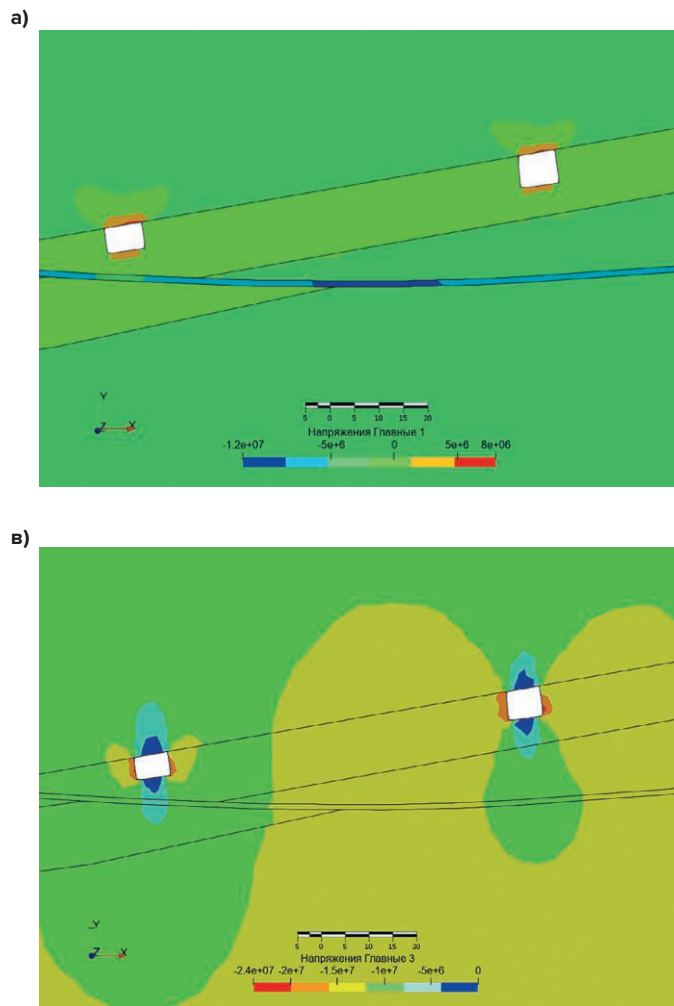 а)
Y
Z X
5 0 5 10 15 20
Напряжения Главные 1
-1.2e+07 -5e+6 0 5e+6 8e+06
в)
Y
Z X
5 0 5 10 15 20
Напряжения Главные 3
-2.4e+07 -2e+7 -1.5e+7 -1e+7 -5e+6 0